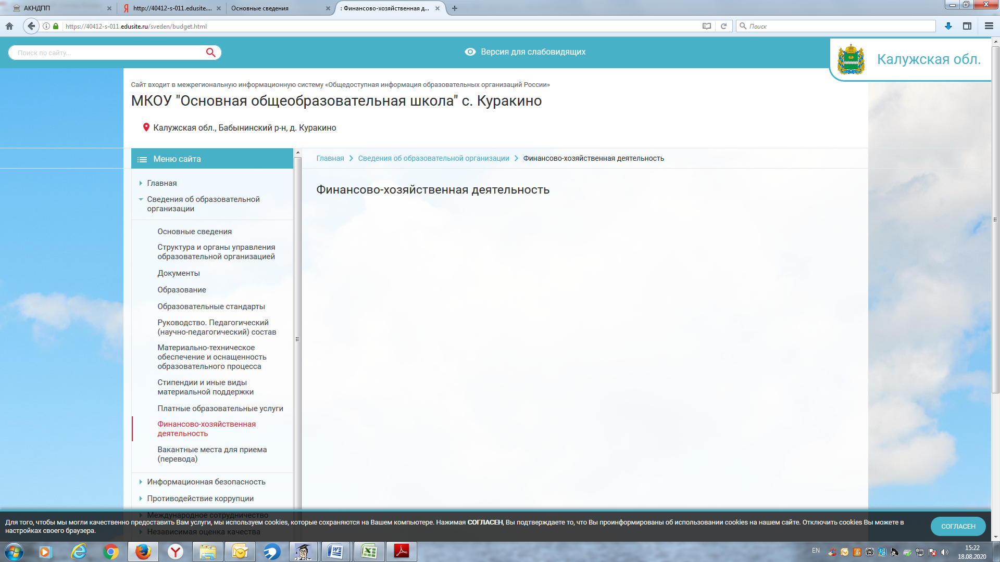 АКНДПП
http://40412-s-011.edusite....
Основные сведения
: Финансово-хозяйственная д...
https://40412-s-011.edusite.ru/sveden/budget.html
Поиск
Поиск по сайту...
Версия для слабовидящих
Калужская обл.
Сайт входит в межрегиональную информационную систему «Общедоступная информация образовательных организаций России»
МКОУ "Основная общеобразовательная школа" с. Куракино
Калужская обл., Бабынинский р-н, д. Куракино
Меню сайта
Главная
Сведения об образовательной
организации
Основные сведения
Структура и органы управления
образовательной организацией
Документы
Образование
Образовательные стандарты
Руководство. Педагогический
(научно-педагогический) состав
Материально-техническое
обеспечение и оснащенность
образовательного процесса
Стипендии и иные виды
материальной поддержки
Платные образовательные услуги
Финансово-хозяйственная
деятельность
Вакантные места для приема
(перевода)
Информационная безопасность
Противодействие коррупции
Международное сотрудничество
Независимая оценка качества
Главная > Сведения об образовательной организации > Финансово-хозяйственная деятельность
Финансово-хозяйственная деятельность
Для того, чтобы мы могли качественно предоставить Вам услуги, мы используем cookies, которые сохраняются на Вашем компьютере. Нажимая СОГЛАСЕН, Вы подтверждаете то, что Вы проинформированы об использовании cookies на нашем сайте. Отключить cookies Вы можете в
настройках своего браузера.
СОГЛАСЕН
EN
15:22
18.08.2020